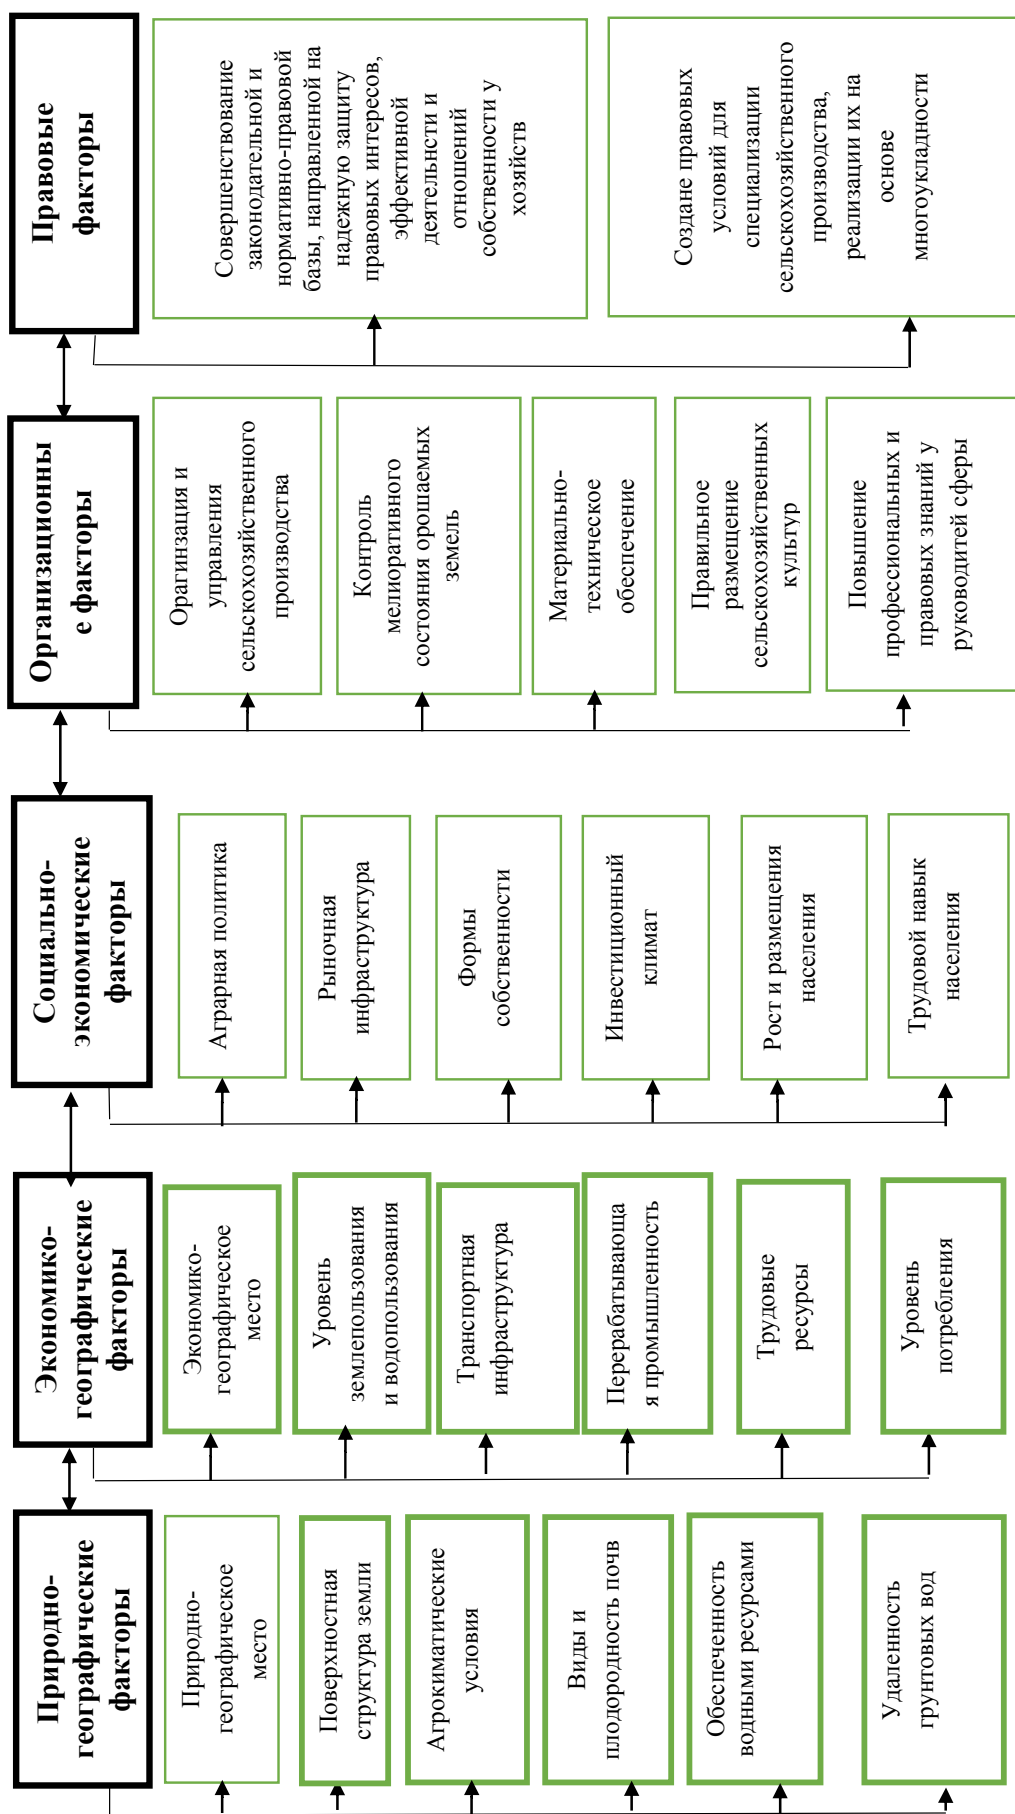 Природно-
географические
факторы
Природно-
географическое
место
Поверхностная
структура земли
Агрокиматические
условия
Виды и
плодородность почв
Обеспеченность
водными ресурсами
Удаленность
грунтовых вод
Экономико-
географические
факторы
Экономико-
географическое
место
Уровень
землепользования
и водопользования
Транспортная
инфраструктура
Перерабатывающа
я промышленность
Трудовые
ресурсы
Уровень
потребления
Социально-
экономические
факторы
Аграрная политика
Рыночная
инфраструктура
Формы
собственности
Инвестиционный
климат
Рост и размещения
населения
Трудовой навык
населения
Организационны
е факторы
Орагинзация и
управления
сельскохозяйственного
производства
Контроль
мелиоративного
состояния орошаемых
земель
Материально-
техническое
обеспечение
Правильное
размещение
сельскохозяйственных
культур
Повышение
профессиональных и
правовых знаний у
руководитей сферы
Правовые
факторы
Совершенствование
законодательной и
нормативно-правовой
базы, направленной на
надежную защиту
правовых интересов,
эффективной
деятельнсти и
отношений
собственности у
хозяйств
Создане правовых
условий для
специализации
сельскохозяйственного
производства,
реализации их на
основе
многоукладности